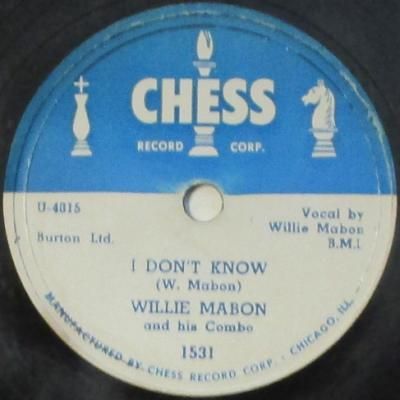 CHESS
RECORD CORP.
U-4315
Burton Ltd.
Vocal by
Willie Mabon
B.M.I.
I DON'T KNOW
(W. Mabon)
WILLIE MABON
and his Combo
1531
MANUFACTURED BY CHESS RECORD CORP. - CHICAGO, ILL.